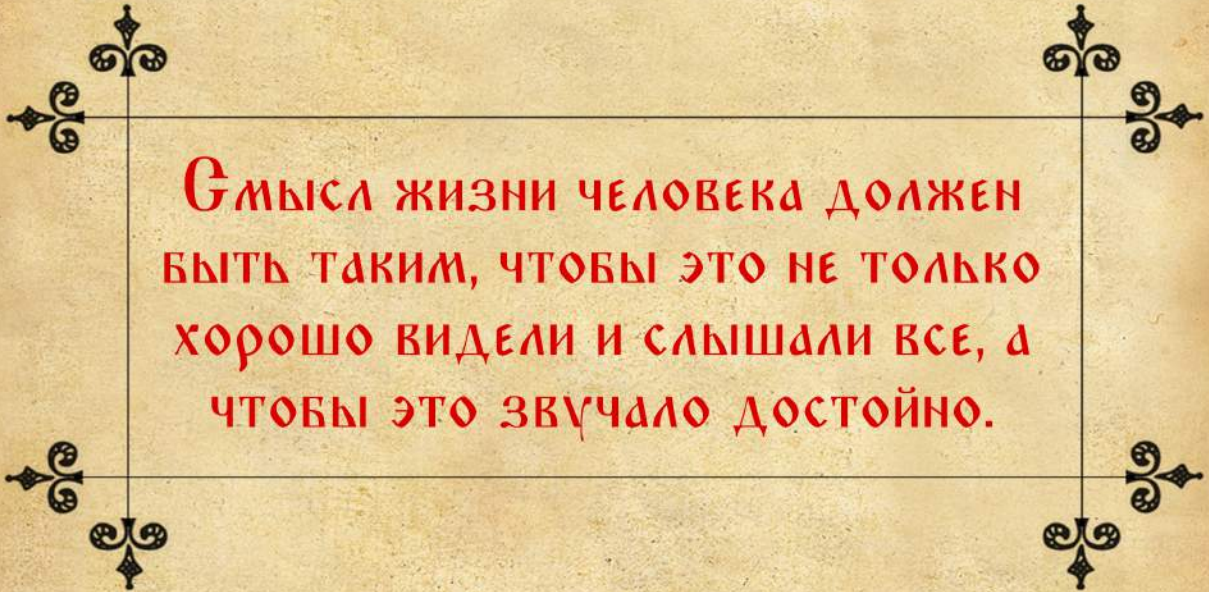 Смысл жизни человека должен
быть таким, чтобы это не только
хорошо видели и слышали все, а
чтобы это звучало достойно.